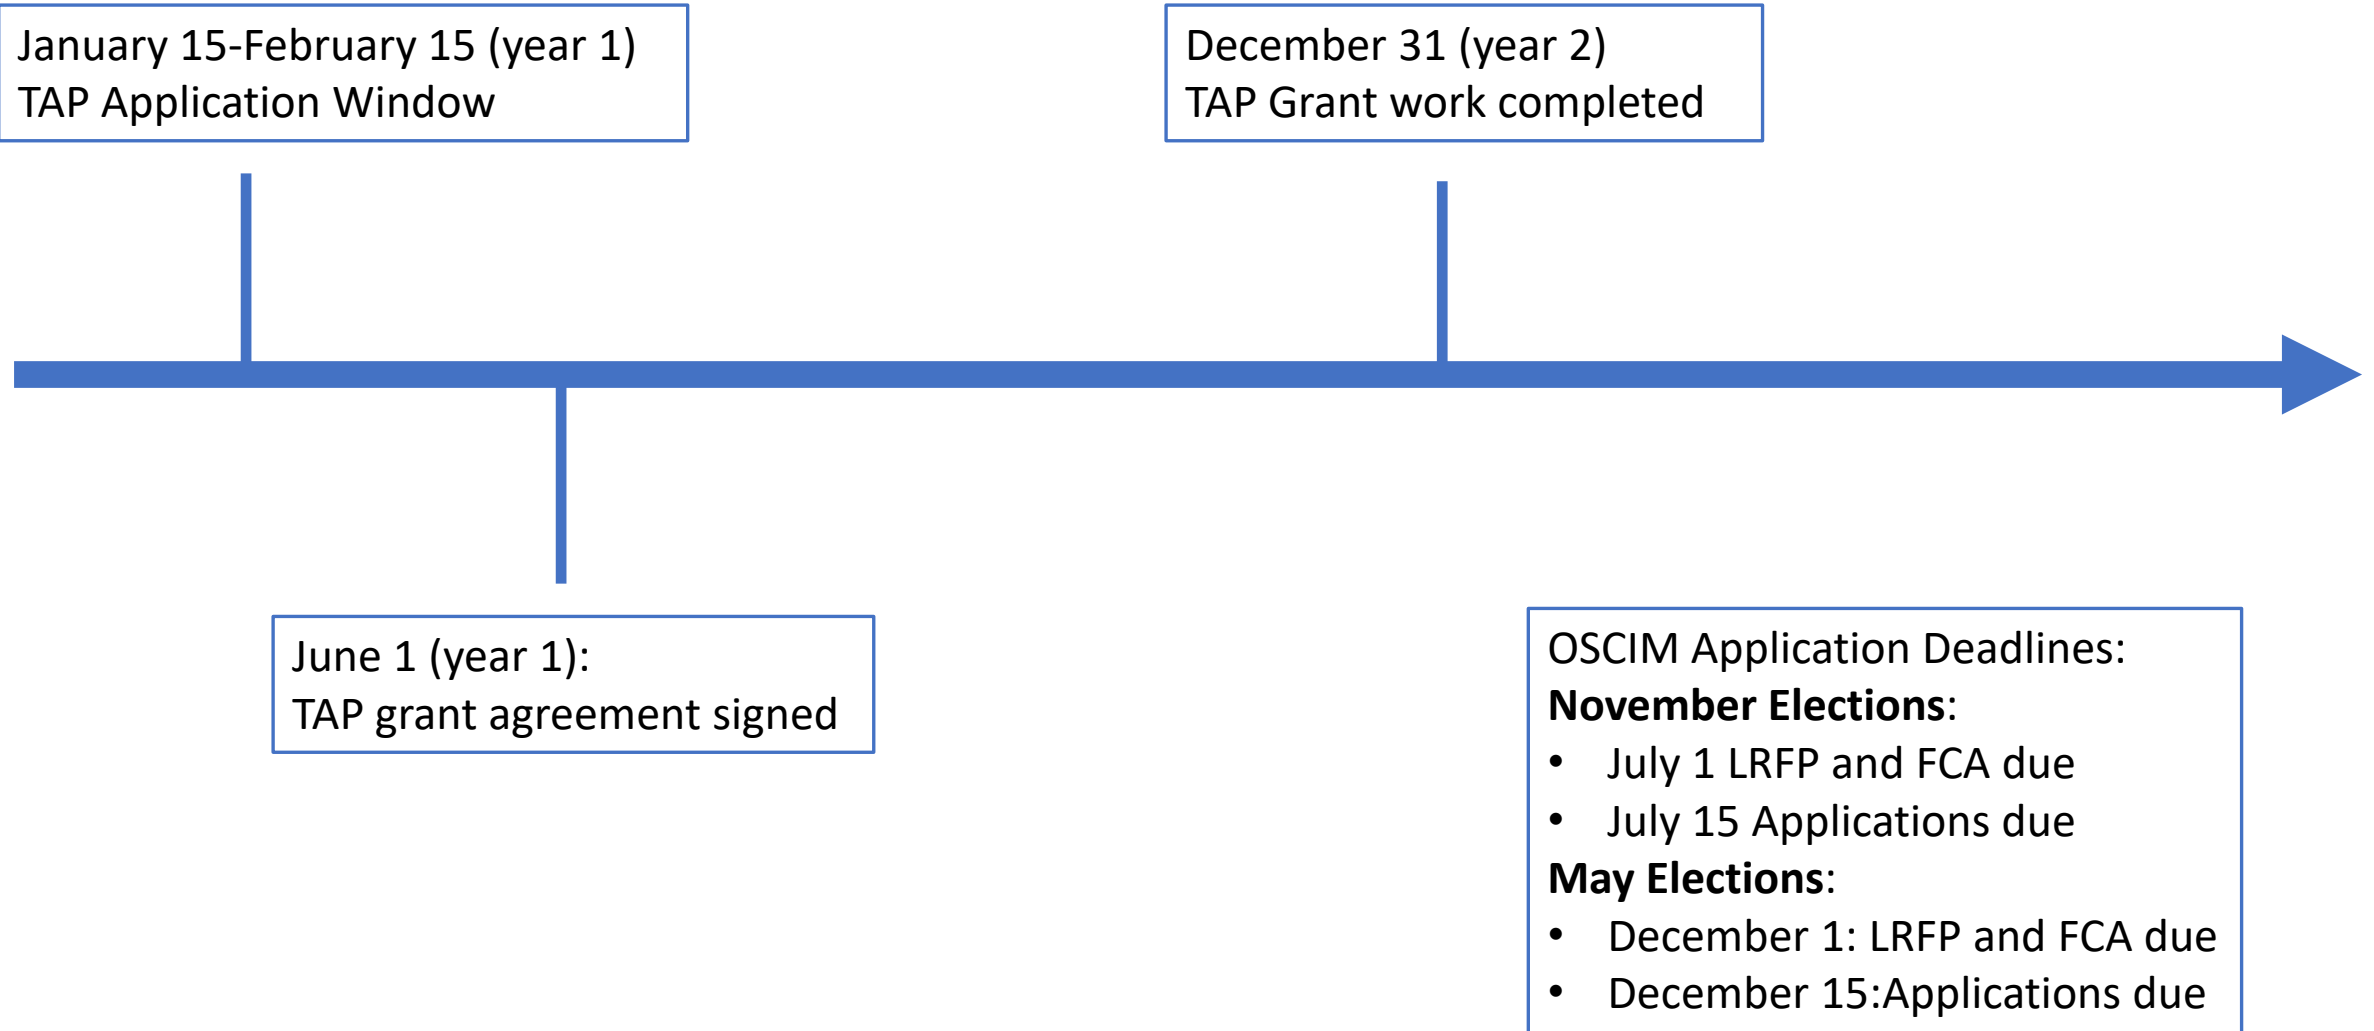 January 15-February 15 (year 1)
TAP Application Window
December 31 (year 2)
TAP Grant work completed
June 1 (year 1):
TAP grant agreement signed
OSCIM Application Deadlines:
November Elections:
• July 1 LRFP and FCA due
• July 15 Applications due
May Elections:
• December 1: LRFP and FCA due
• December 15:Applications due